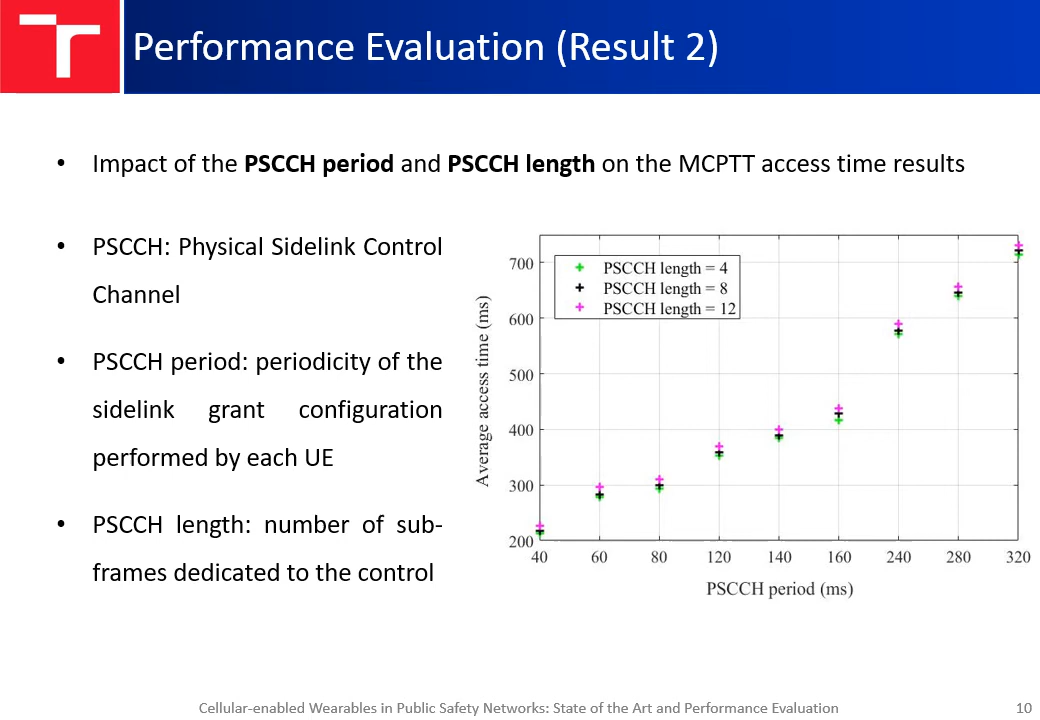 Performance Evaluation (Result 2)
• Impact of the PSCCH period and PSCCH length on the MCPTT access time results
• PSCCH: Physical Sidelink Control
Channel
• PSCCH period: periodicity of the
sidelink grant configuration
performed by each UE
• PSCCH length: number of sub-
frames dedicated to the control
PSCCH length = 4
PSCCH length = 8
PSCCH length = 12
Average access time (ms)
700
600
500
400
300
200
40 60 80 120 140 160 240 280 320
PSCCH period (ms)
Cellular-enabled Wearables in Public Safety Networks: State of the Art and Performance Evaluation
10